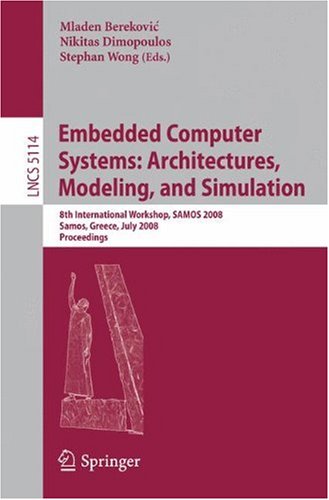 Mladen Bereković
Nikitas Dimopoulos
Stephan Wong (Eds.)
LNCS 5114
Embedded Computer
Systems: Architectures,
Modeling, and Simulation
8th International Workshop, SAMOS 2008
Samos, Greece, July 2008
Proceedings
Springer